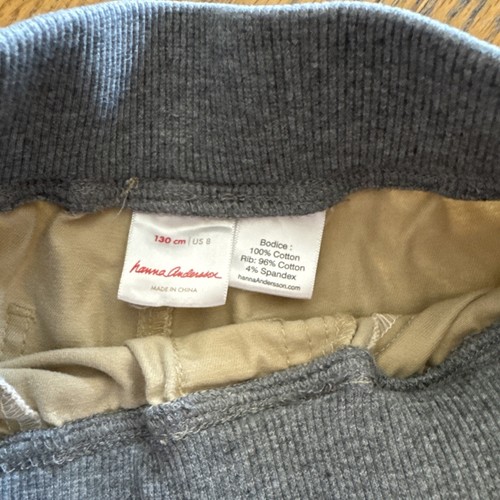 130 cm | US 8
hanna Andersson
MADE IN CHINA
Bodice :
100% Cotton
Rib: 96% Cotton
4% Spandex
hannaAndersson.com